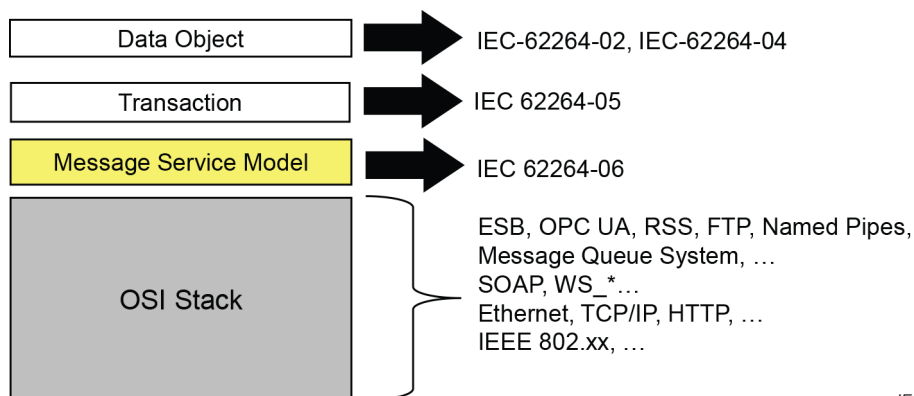 Data Object
IEC-62264-02, IEC-62264-04
Transaction
IEC 62264-05
Message Service Model
IEC 62264-06
OSI Stack
ESB, OPC UA, RSS, FTP, Named Pipes,
Message Queue System, …
SOAP, WS_*…
Ethernet, TCP/IP, HTTP, …
IEEE 802.xx, …